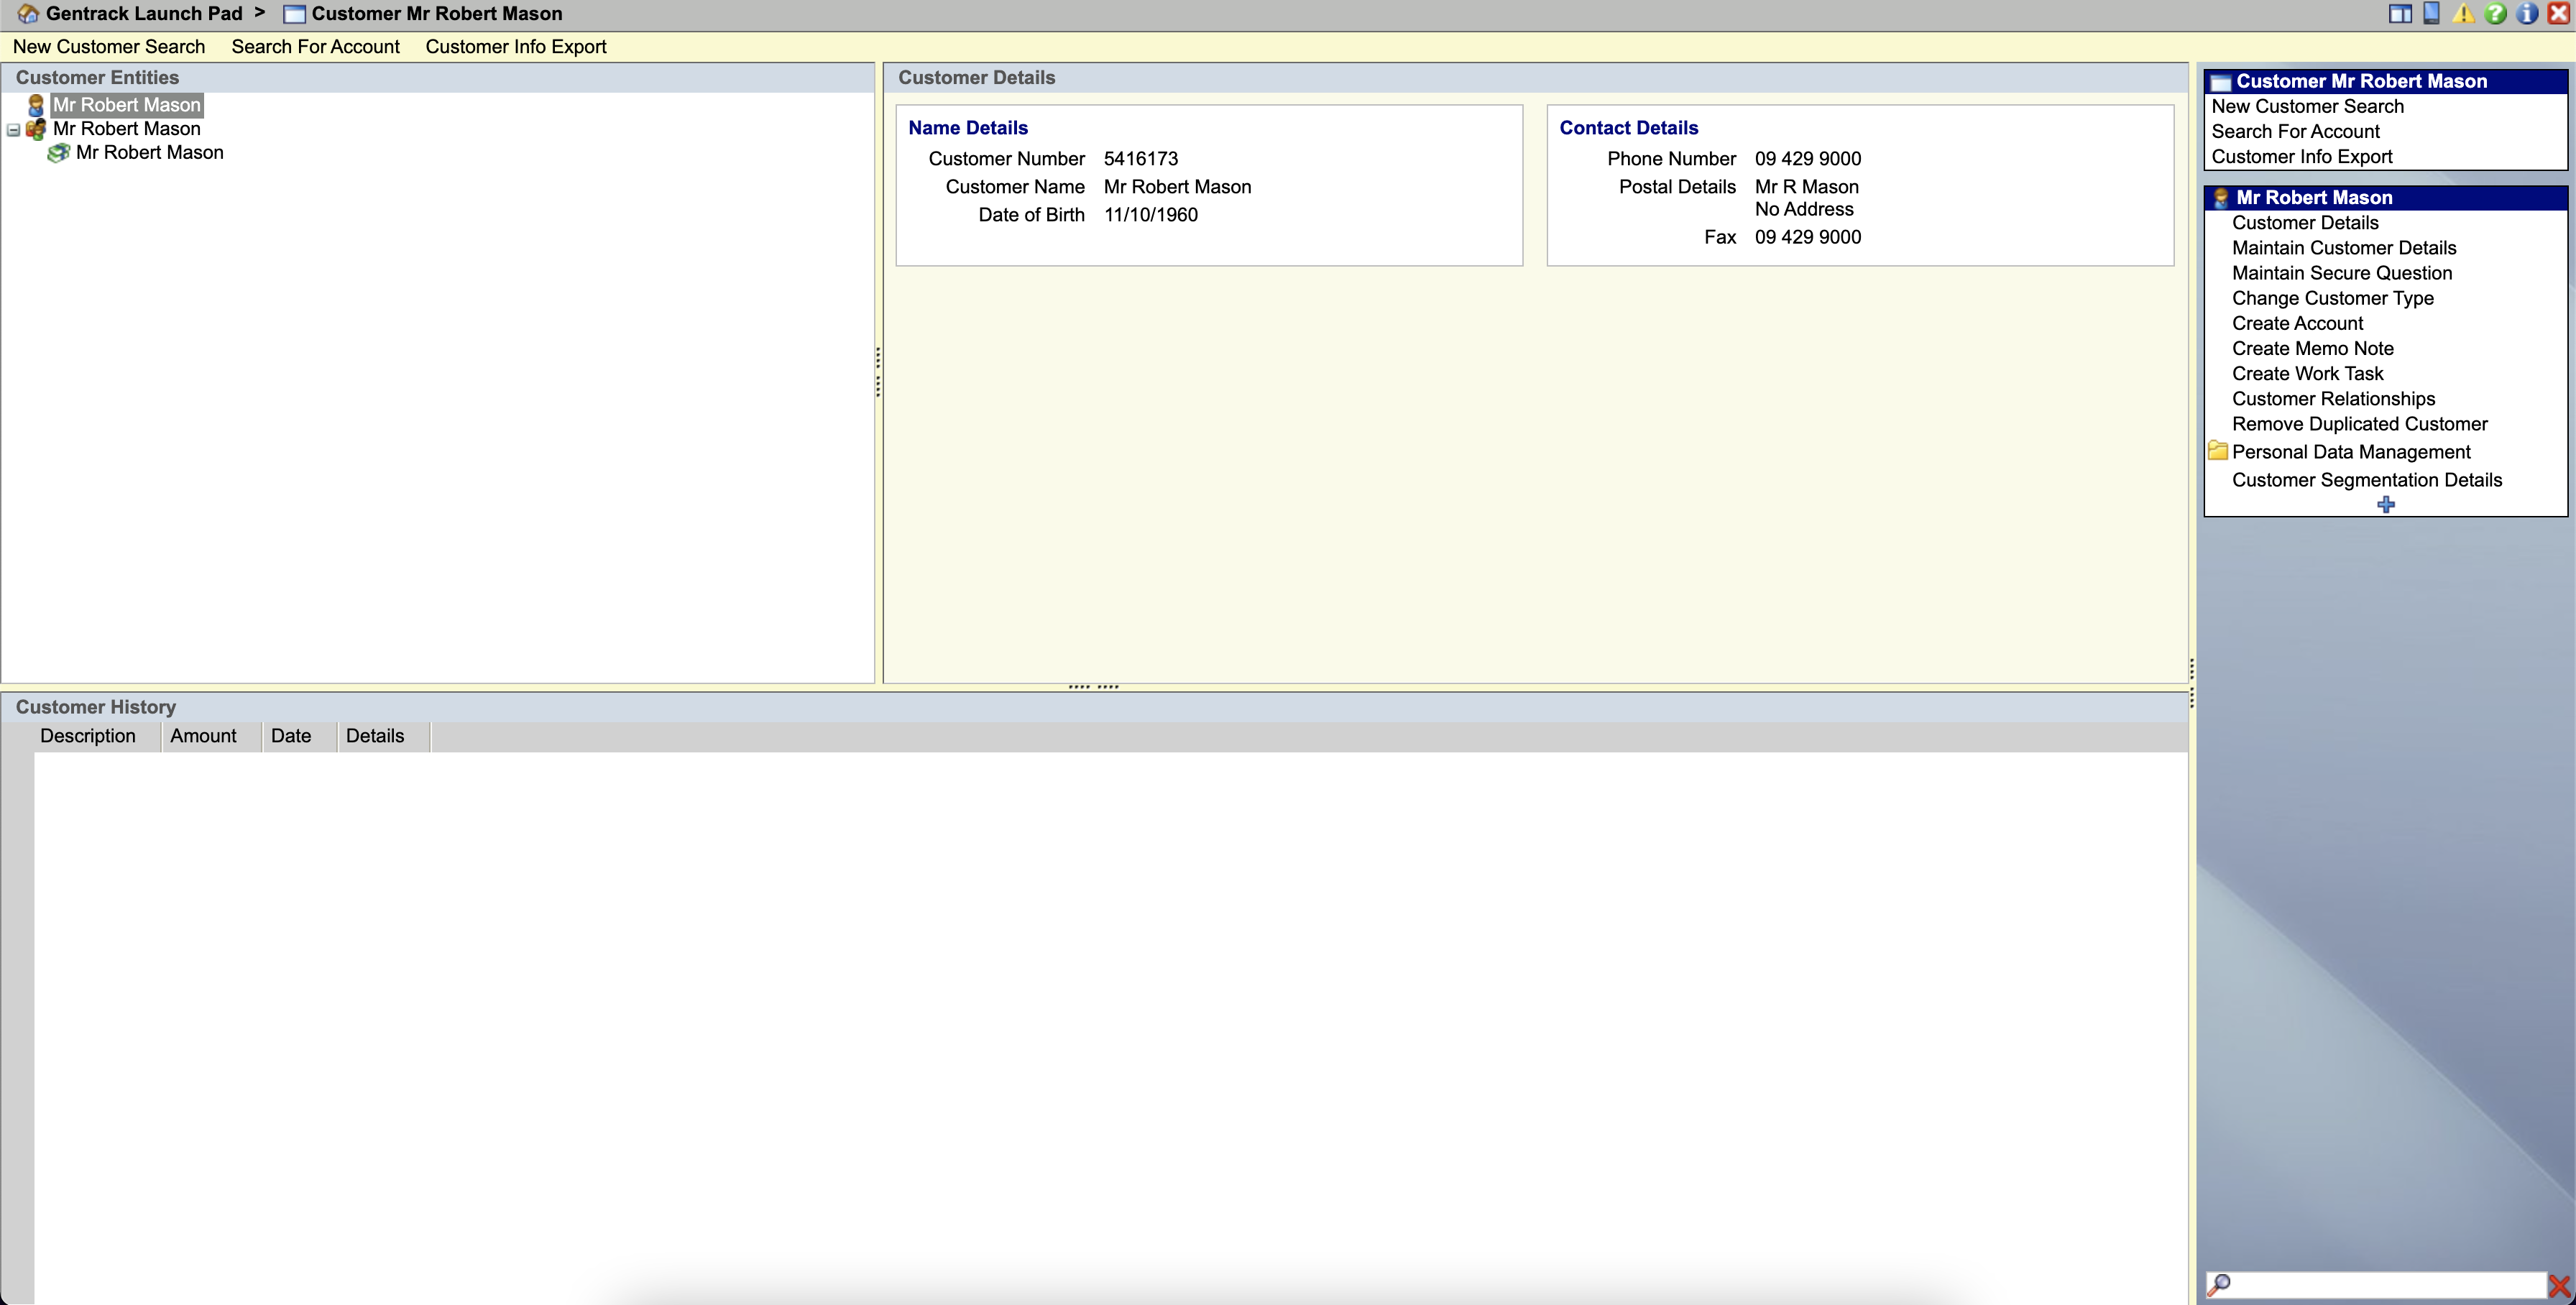 Gentrack Launch Pad > Customer Mr Robert Mason
New Customer Search Search For Account Customer Info Export
Customer Entities
Mr Robert Mason
Mr Robert Mason
Mr Robert Mason
Customer Details
Name Details
Customer Number 5416173
Customer Name Mr Robert Mason
Date of Birth 11/10/1960
Contact Details
Phone Number 09 429 9000
Postal Details Mr R Mason
No Address
Fax 09 429 9000
Customer History
Description Amount Date Details
Customer Mr Robert Mason
New Customer Search
Search For Account
Customer Info Export
Mr Robert Mason
Customer Details
Maintain Customer Details
Maintain Secure Question
Change Customer Type
Create Account
Create Memo Note
Create Work Task
Customer Relationships
Remove Duplicated Customer
Personal Data Management
Customer Segmentation Details